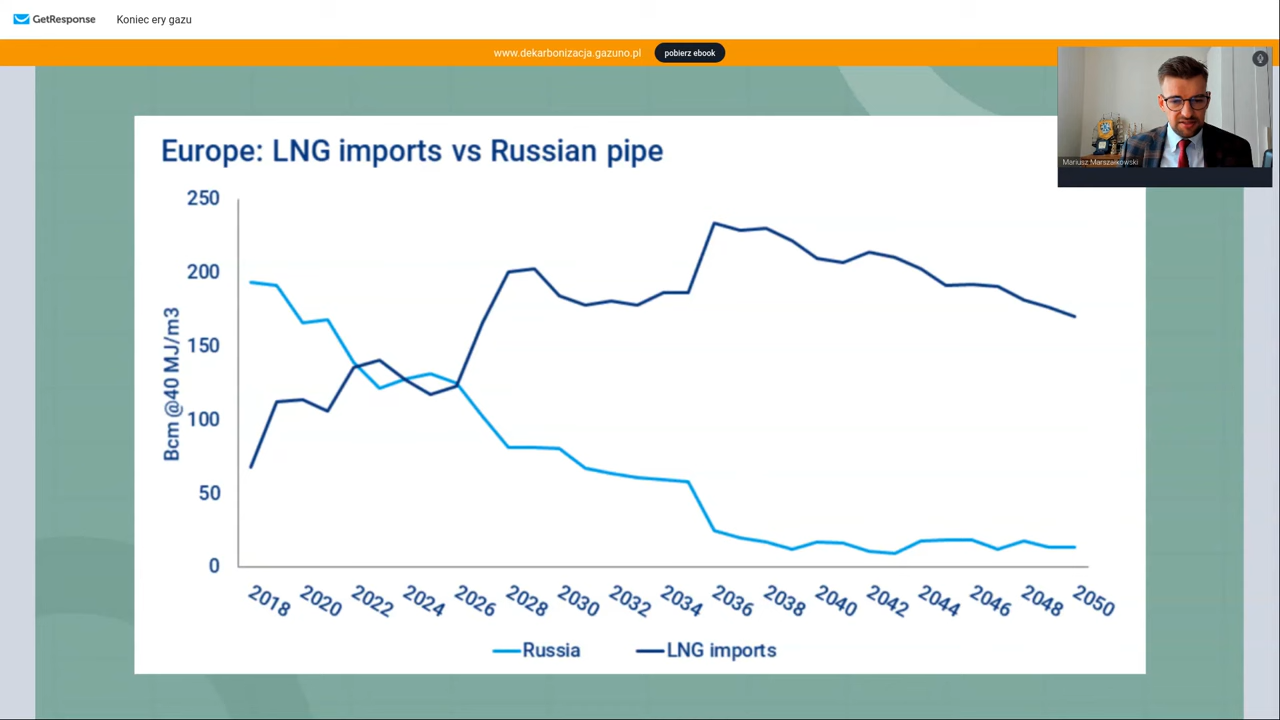 GetResponse
Koniec ery gazu
www.dekarbonizacja.gazuno.pl
pobierz ebook
Mariusz Marszałkowski
Europe: LNG imports vs Russian pipe
Bcm @40 MJ/m3
250
200
150
100
50
0
2018 2020 2022 2024 2026 2028 2030 2032 2034 2036 2038 2040 2042 2044 2046 2048 2050
Russia LNG imports